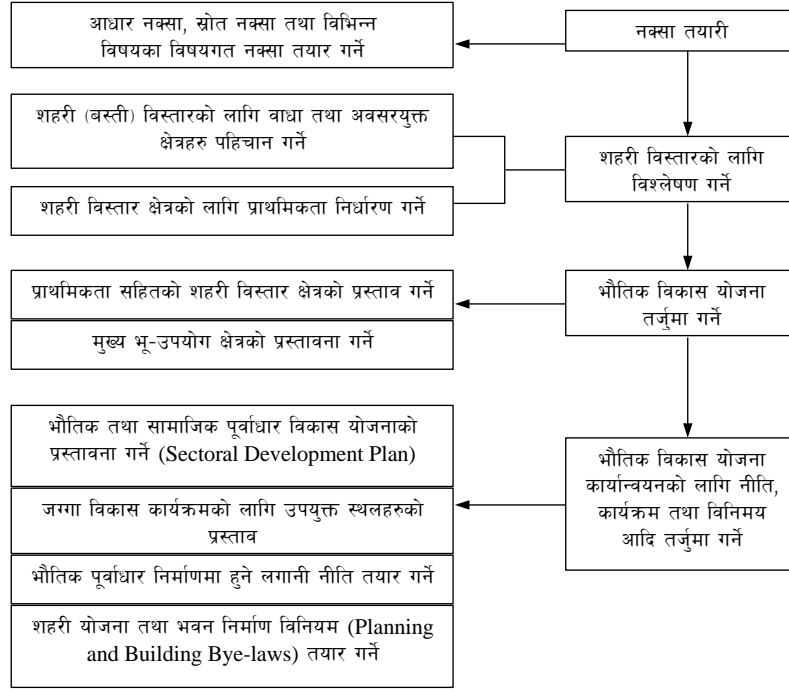 आधार नक्सा, स्रोत नक्सा तथा विभिन्न
विषयका विषयगत नक्सा तयार गर्ने
नक्सा तयारी
शहरी (बस्ती) विस्तारको लागि वाधा तथा अवसरयुक्त
क्षेत्रहरु पहिचान गर्ने
शहरी विस्तारको लागि
विश्लेषण गर्ने
शहरी विस्तार क्षेत्रको लागि प्राथमिकता निर्धारण गर्ने
प्राथमिकता सहितको शहरी विस्तार क्षेत्रको प्रस्ताव गर्ने
भौतिक विकास योजना
तर्जुमा गर्ने
मुख्य भू-उपयोग क्षेत्रको प्रस्तावना गर्ने
भौतिक तथा सामाजिक पूर्वाधार विकास योजनाको
प्रस्तावना गर्ने (Sectoral Development Plan)
भौतिक विकास योजना
कार्यान्वयनको लागि नीति,
कार्यक्रम तथा विनिमय
आदि तर्जुमा गर्ने
जग्गा विकास कार्यक्रमको लागि उपयुक्त स्थलहरुको
प्रस्ताव
भौतिक पूर्वाधार निर्माणमा हुने लगानी नीति तयार गर्ने
शहरी योजना तथा भवन निर्माण विनियम (Planning
and Building Bye-laws) तयार गर्ने